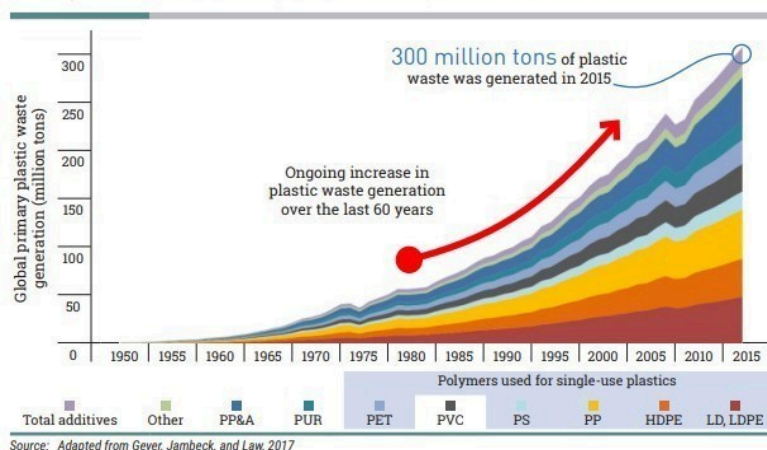 300 million tons of plastic
waste was generated in 2015
Ongoing increase in
plastic waste generation
over the last 60 years
Global primary plastic waste
generation (million tons)
300
250
200
150
100
50
0
1950 1955 1960 1965 1970 1975 1980 1985 1990 1995 2000 2005 2010 2015
Polymers used for single-use plastics
Total additives Other PP&A PUR PET PVC PS PP HDPE LD, LDPE
Source: Adapted from Geyer, Jambeck, and Law, 2017